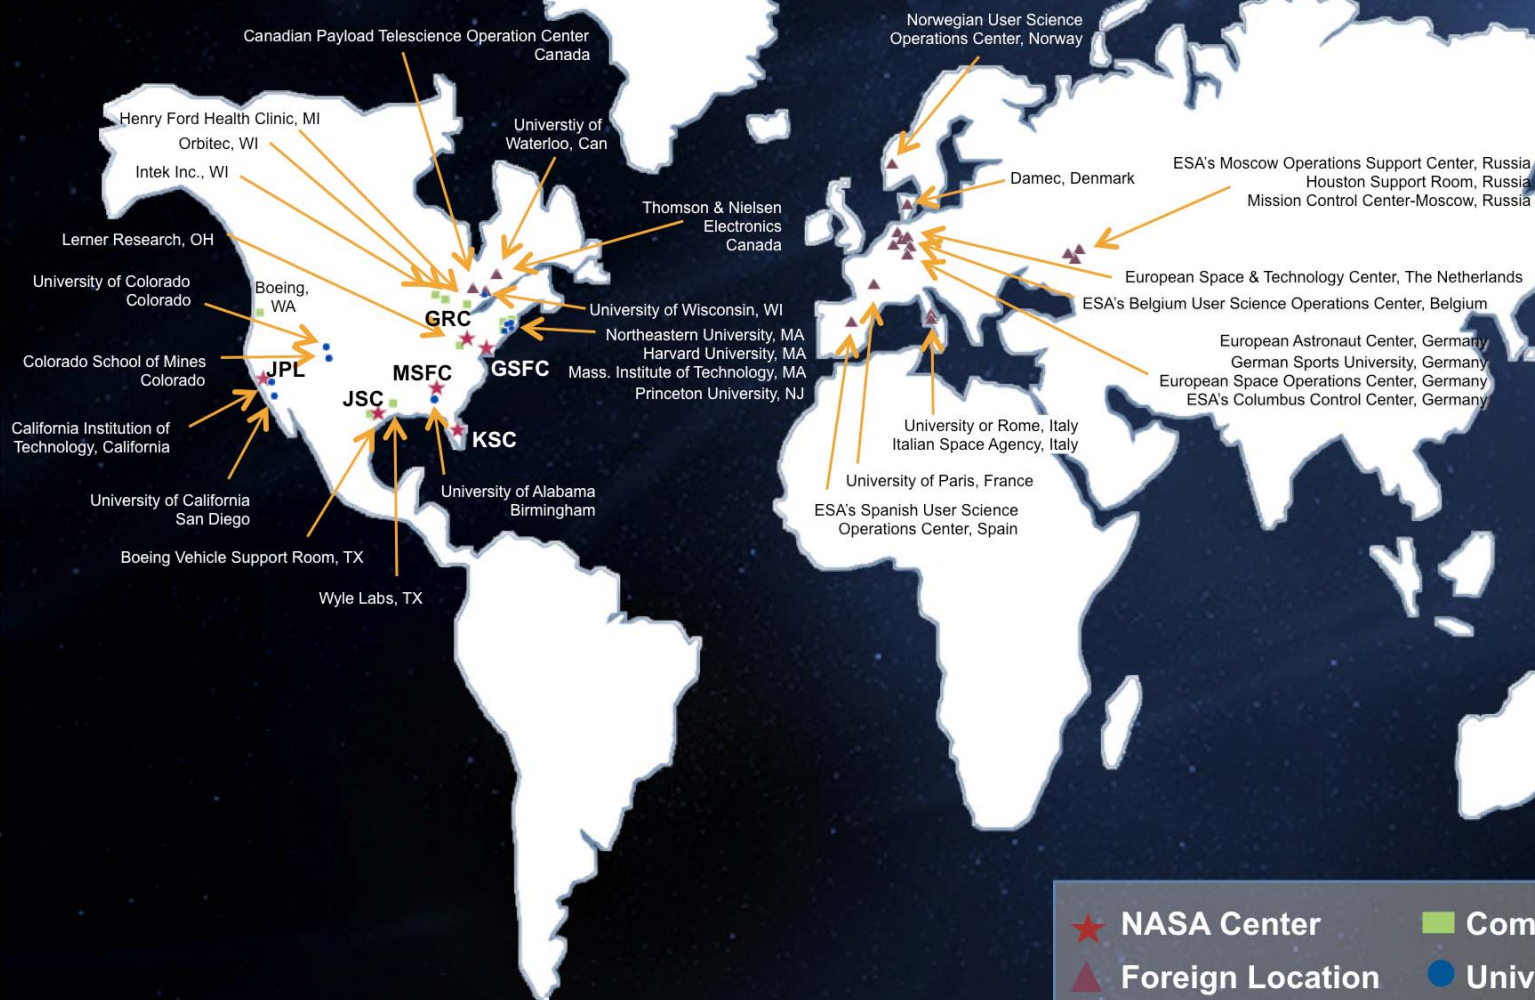 Norwegian User Science
Operations Center, Norway
Canadian Payload Telescience Operation Center
Canada
Henry Ford Health Clinic, MI
Orbitec, WI
Intek Inc., WI
Universtiy of
Waterloo, Can
ESA's Moscow Operations Support Center, Russia
Houston Support Room, Russia
Mission Control Center-Moscow, Russia
Damec, Denmark
Thomson & Nielsen
Electronics
Canada
Lerner Research, OH
University of Colorado
Colorado
Boeing,
WA
European Space & Technology Center, The Netherlands
ESA's Belgium User Science Operations Center, Belgium
University of Wisconsin, WI
GRC
Northeastern University, MA
Harvard University, MA
Mass. Institute of Technology, MA
Princeton University, NJ
European Astronaut Center, Germany
German Sports University, Germany
European Space Operations Center, Germany
ESA's Columbus Control Center, Germany
Colorado School of Mines
Colorado
JPL
MSFC
GSFC
JSC
KSC
California Institution of
Technology, California
University or Rome, Italy
Italian Space Agency, Italy
University of Paris, France
University of California
San Diego
University of Alabama
Birmingham
ESA's Spanish User Science
Operations Center, Spain
Boeing Vehicle Support Room, TX
Wyle Labs, TX
NASA Center
Com
Foreign Location
Univ